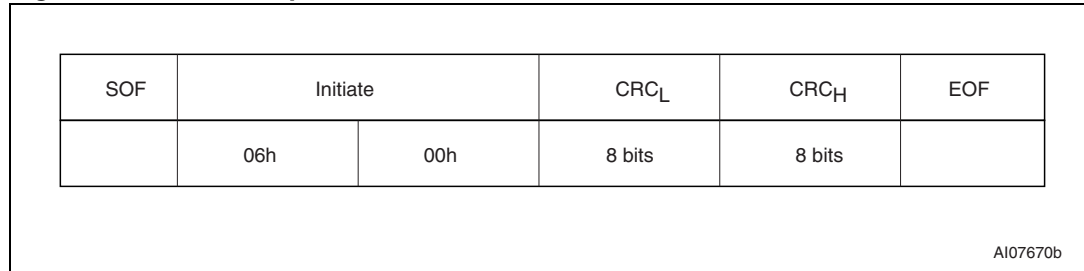 SOF Initiate CRCL CRCH EOF
06h 00h 8 bits 8 bits
AI07670b